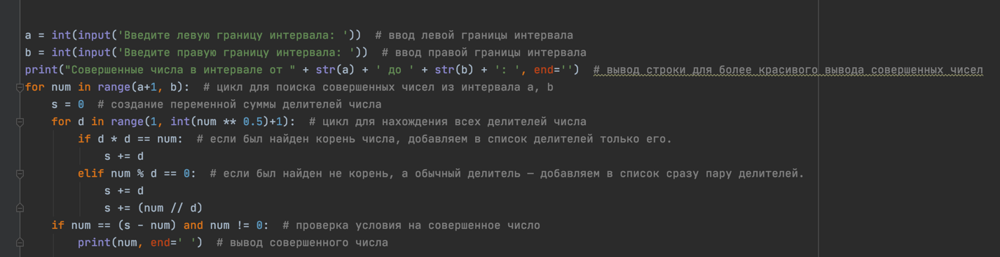 a = int(input('Введите левую границу интервала: '))  # ввод левой границы интервала
b = int(input('Введите правую границу интервала: '))  # ввод правой границы интервала
print("Совершенные числа в интервале от " + str(a) + ' до ' + str(b) + ': ', end='')  # вывод строки для более красивого вывода совершенных чисел
for num in range(a+1, b):  # цикл для поиска совершенных чисел из интервала a, b
    s = 0  # создание переменной суммы делителей числа
    for d in range(1, int(num ** 0.5)+1):  # цикл для нахождения всех делителей числа
        if d * d == num:  # если был найден корень числа, добавляем в список делителей только его.
            s += d
        elif num % d == 0:  # если был найден не корень, а обычный делитель – добавляем в список сразу пару делителей.
            s += d
            s += (num // d)
    if num == (s - num) and num != 0:  # проверка условия на совершенное число
        print(num, end=' ')  # вывод совершенного числа